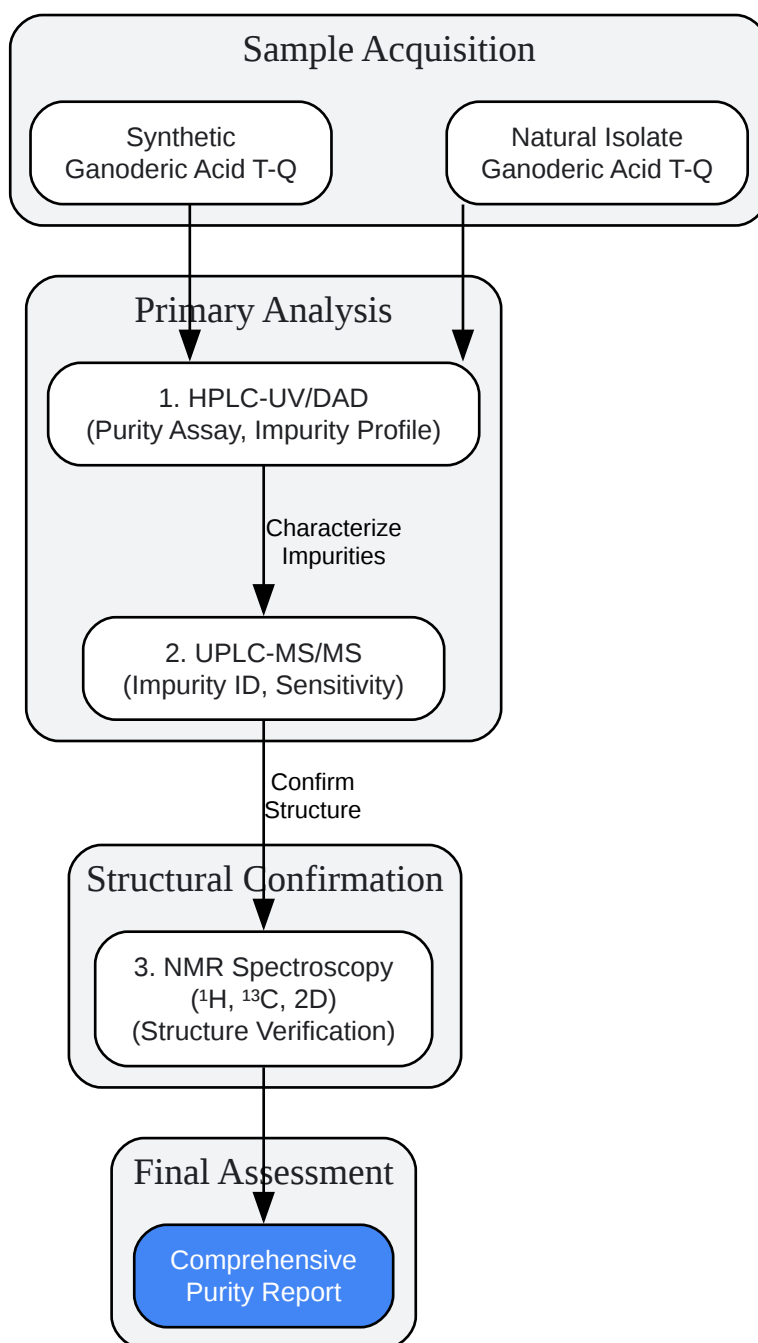 Sample Acquisition
Synthetic
Ganoderic Acid T-Q
Natural Isolate
Ganoderic Acid T-Q
Primary Analysis
1. HPLC-UV/DAD
(Purity Assay, Impurity Profile)
Characterize
Impurities
2. UPLC-MS/MS
(Impurity ID, Sensitivity)
Confirm
Structure
Structural Confirmation
3. NMR Spectroscopy
(¹H, ¹³C, 2D)
(Structure Verification)
Final Assessment
Comprehensive
Purity Report